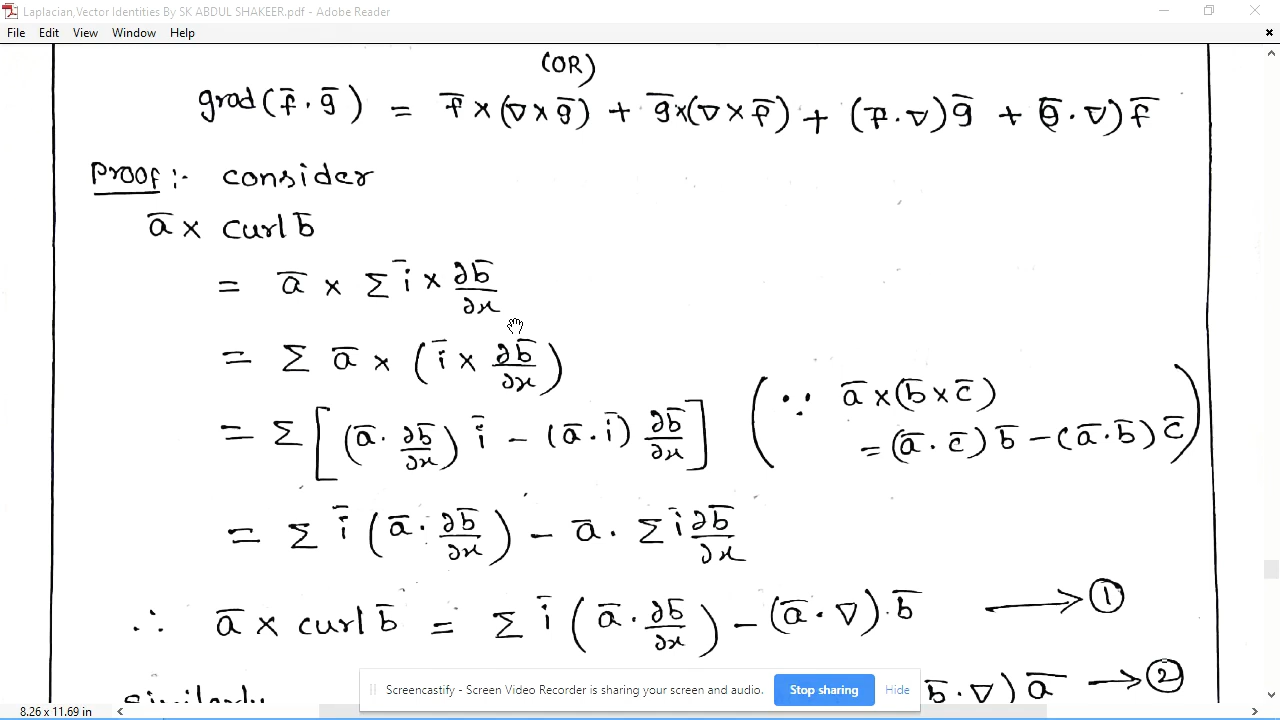 Laplacian,Vector Identities By SK ABDUL SHAKEER.pdf - Adobe Reader
File Edit View Window Help
(OR)
grad(f̄ · ḡ) = f̄ × (∇ × ḡ) + ḡ×(∇ × f̄) + (f̄ · ∇)ḡ + (ḡ · ∇)f̄
Proof :- consider
ā × curl b̄
= ā × Σ ī × ∂b̄/∂x
= Σ ā × (ī × ∂b̄/∂x)
= Σ [(ā · ∂b̄/∂x) ī − (ā · ī) ∂b̄/∂x] (∵ ā × (b̄ × c̄)
= (ā · c̄) b̄ − (ā · b̄) c̄)
= Σ ī (ā · ∂b̄/∂x) − ā · Σ ī ∂b̄/∂x
∴ ā × curl b̄ = Σ ī (ā · ∂b̄/∂x) − (ā · ∇) · b̄ ⟶ ①
similarly b̄ · ∇) ā ⟶ ②
Screencastify - Screen Video Recorder is sharing your screen and audio. Stop sharing Hide
8.26 x 11.69 in